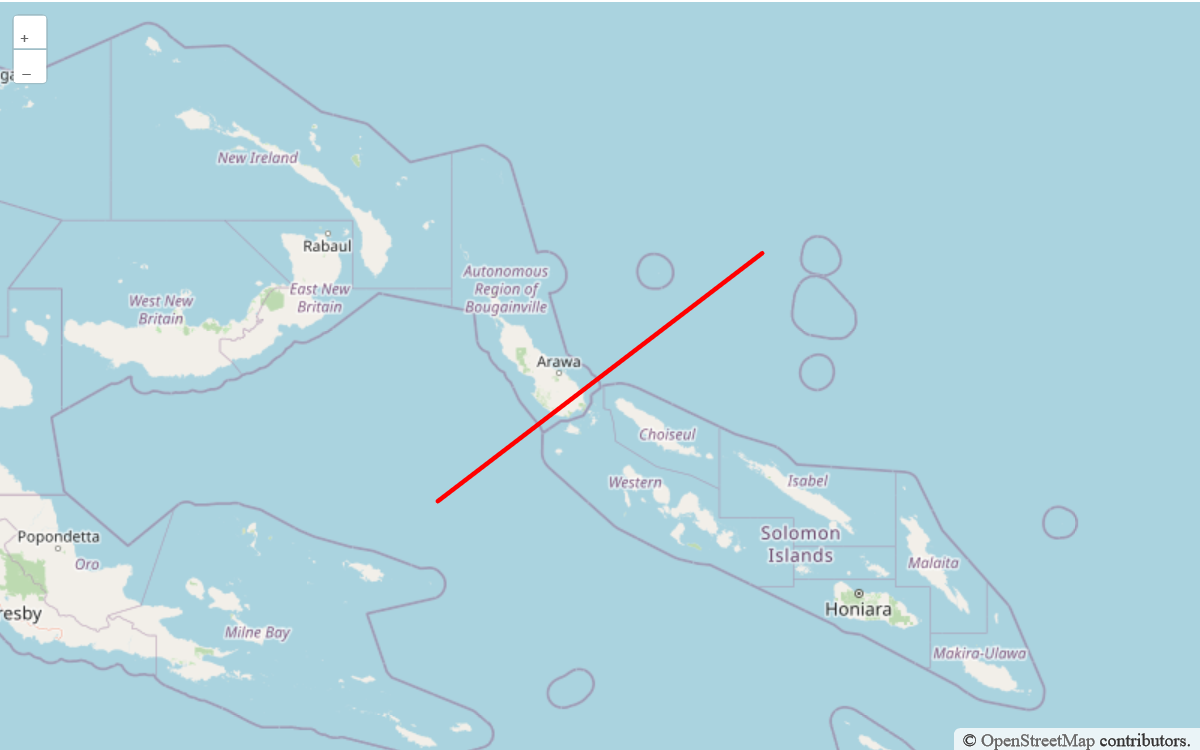 +
–
New Ireland
Rabaul
Autonomous
Region of
Bougainville
East New
Britain
West New
Britain
Arawa
Choiseul
Western
Isabel
Solomon
Islands
Popondetta
Oro
Malaita
resby
Honiara
Milne Bay
Makira-Ulawa
© OpenStreetMap contributors.